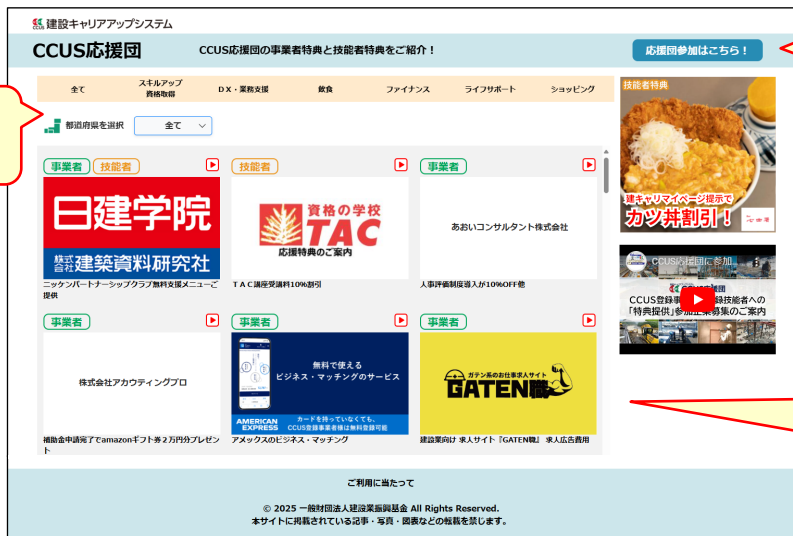 建設キャリアアップシステム
CCUS応援団
CCUS応援団の事業者特典と技能者特典をご紹介！
応援団参加はこちら！
全て
スキルアップ
資格取得
DX・業務支援
飲食
ファイナンス
ライフサポート
ショッピング
都道府県を選択
全て
事業者 技能者
日建学院
株式会社建築資料研究社
ニッケンパートナーシップクラブ無料支援メニューご
提供
技能者
資格の学校
TAC
応援特典のご案内
TAC講座受講料10%割引
事業者
あおいコンサルタント株式会社
人事評価制度導入が10%OFF他
事業者
株式会社アカウティングプロ
補助金申請完了でamazonギフト券2万円分プレゼン
ト
事業者
無料で使える
ビジネス・マッチングのサービス
AMERICAN
EXPRESS
カードを持っていなくても、
CCUS登録事業者様は無料登録可能
アメックスのビジネス・マッチング
事業者
ガテン系のお仕事求人サイト
GATEN職
建設業向け 求人サイト『GATEN職』 求人広告費用
技能者特典
建キャリマイページ提示で
カツ丼割引！
かつや
CCUS応援団に参加
CCUS登録事
録技能者への
「特典提供」参加企業募集のご案内
ご利用に当たって
© 2025 一般財団法人建設業振興基金 All Rights Reserved.
本サイトに掲載されている記事・写真・図表などの転載を禁じます。